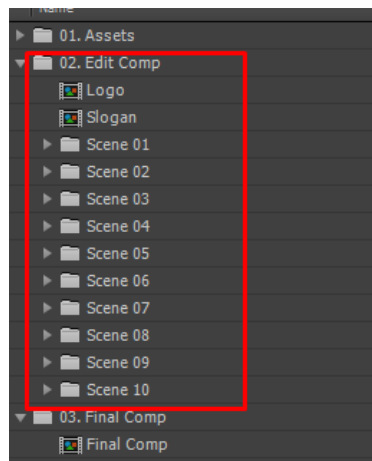 Name
01. Assets
02. Edit Comp
Logo
Slogan
Scene 01
Scene 02
Scene 03
Scene 04
Scene 05
Scene 06
Scene 07
Scene 08
Scene 09
Scene 10
03. Final Comp
Final Comp